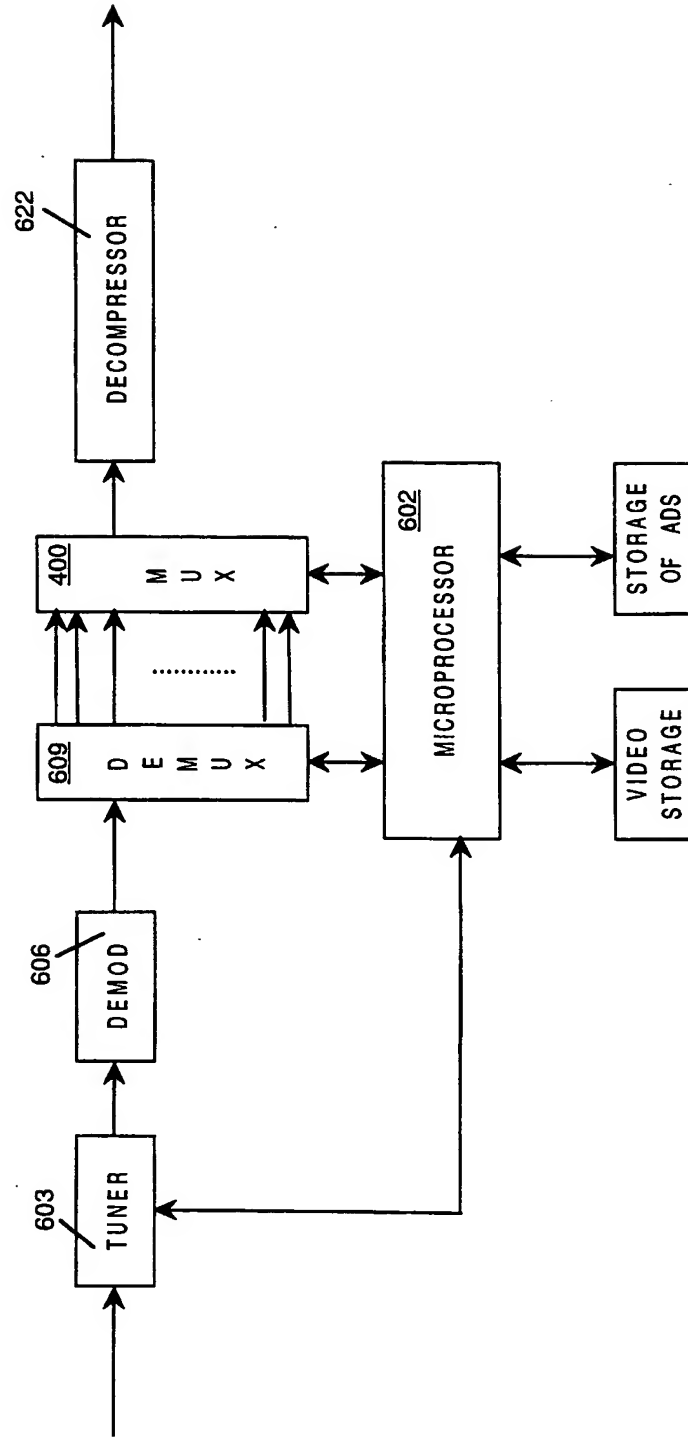 603
TUNER
606
DEMOD
609
DEMUX
400
MUX
622
DECOMPRESSOR
602
MICROPROCESSOR
VIDEO
STORAGE
STORAGE
OF ADS